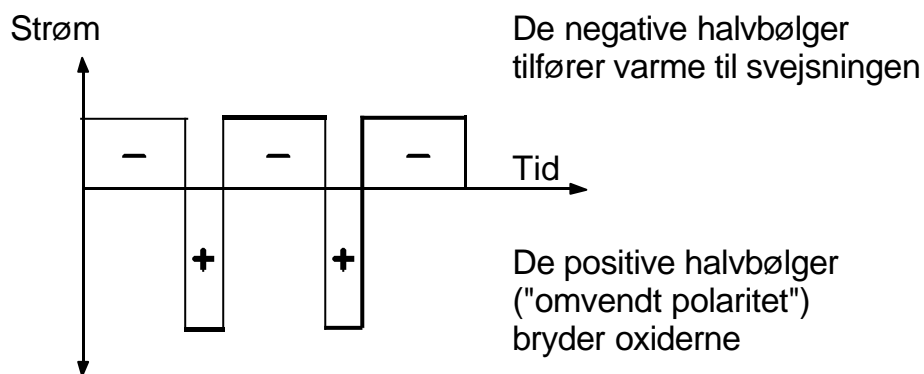 Strøm
De negative halvbølger
tilfører varme til svejsningen
− − −
Tid
+ +
De positive halvbølger
("omvendt polaritet")
bryder oxiderne